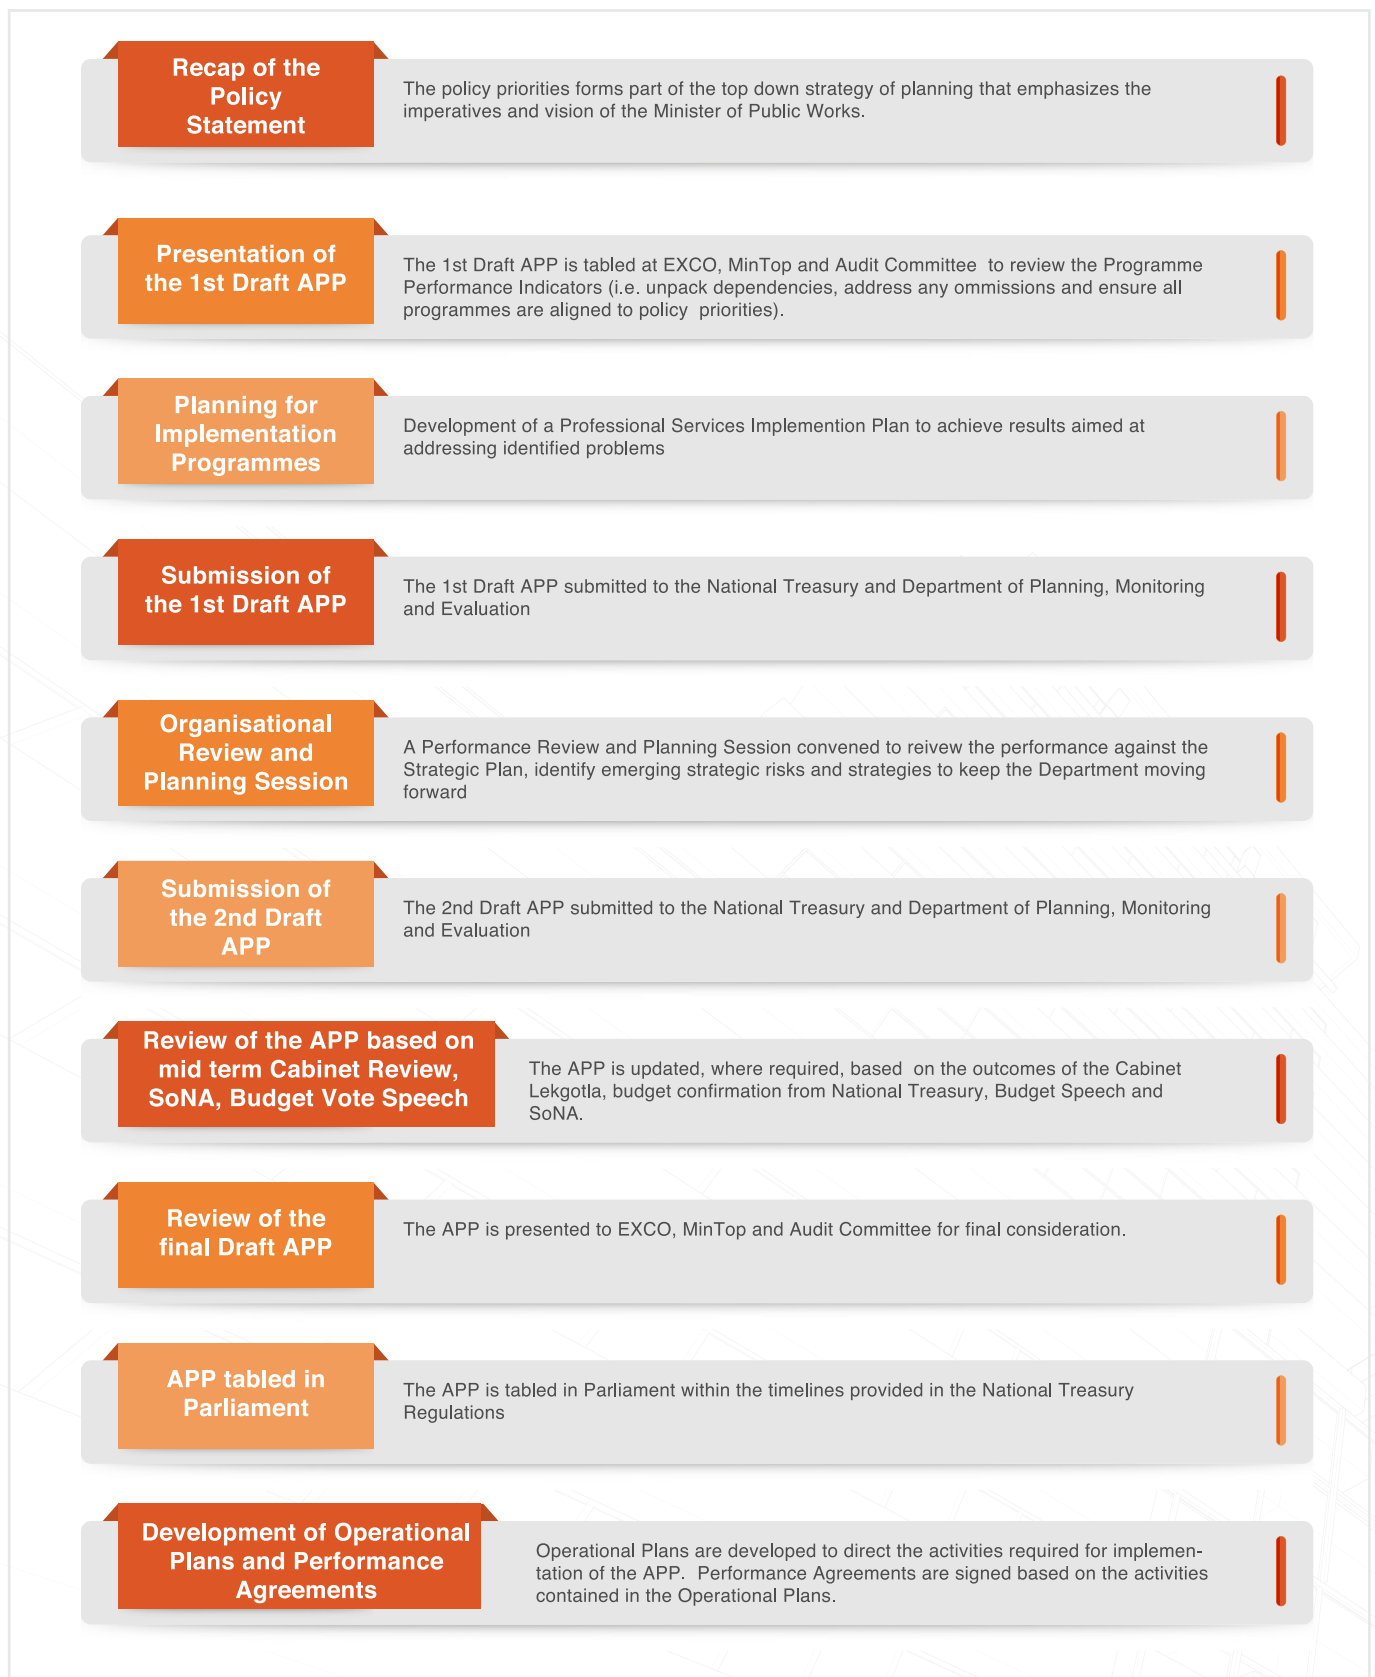 Recap of the
Policy
Statement
The policy priorities forms part of the top down strategy of planning that emphasizes the
imperatives and vision of the Minister of Public Works.
Presentation of
the 1st Draft APP
The 1st Draft APP is tabled at EXCO, MinTop and Audit Committee  to review the Programme
Performance Indicators (i.e. unpack dependencies, address any ommissions and ensure all
programmes are aligned to policy  priorities).
Planning for
Implementation
Programmes
Development of a Professional Services Implemention Plan to achieve results aimed at
addressing identified problems
Submission of
the 1st Draft APP
The 1st Draft APP submitted to the National Treasury and Department of Planning, Monitoring
and Evaluation
Organisational
Review and
Planning Session
A Performance Review and Planning Session convened to reivew the performance against the
Strategic Plan, identify emerging strategic risks and strategies to keep the Department moving
forward
Submission of
the 2nd Draft
APP
The 2nd Draft APP submitted to the National Treasury and Department of Planning, Monitoring
and Evaluation
Review of the APP based on
mid term Cabinet Review,
SoNA, Budget Vote Speech
The APP is updated, where required, based  on the outcomes of the Cabinet
Lekgotla, budget confirmation from National Treasury, Budget Speech and
SoNA.
Review of the
final Draft APP
The APP is presented to EXCO, MinTop and Audit Committee for final consideration.
APP tabled in
Parliament
The APP is tabled in Parliament within the timelines provided in the National Treasury
Regulations
Development of Operational
Plans and Performance
Agreements
Operational Plans are developed to direct the activities required for implemen-
tation of the APP.  Performance Agreements are signed based on the activities
contained in the Operational Plans.